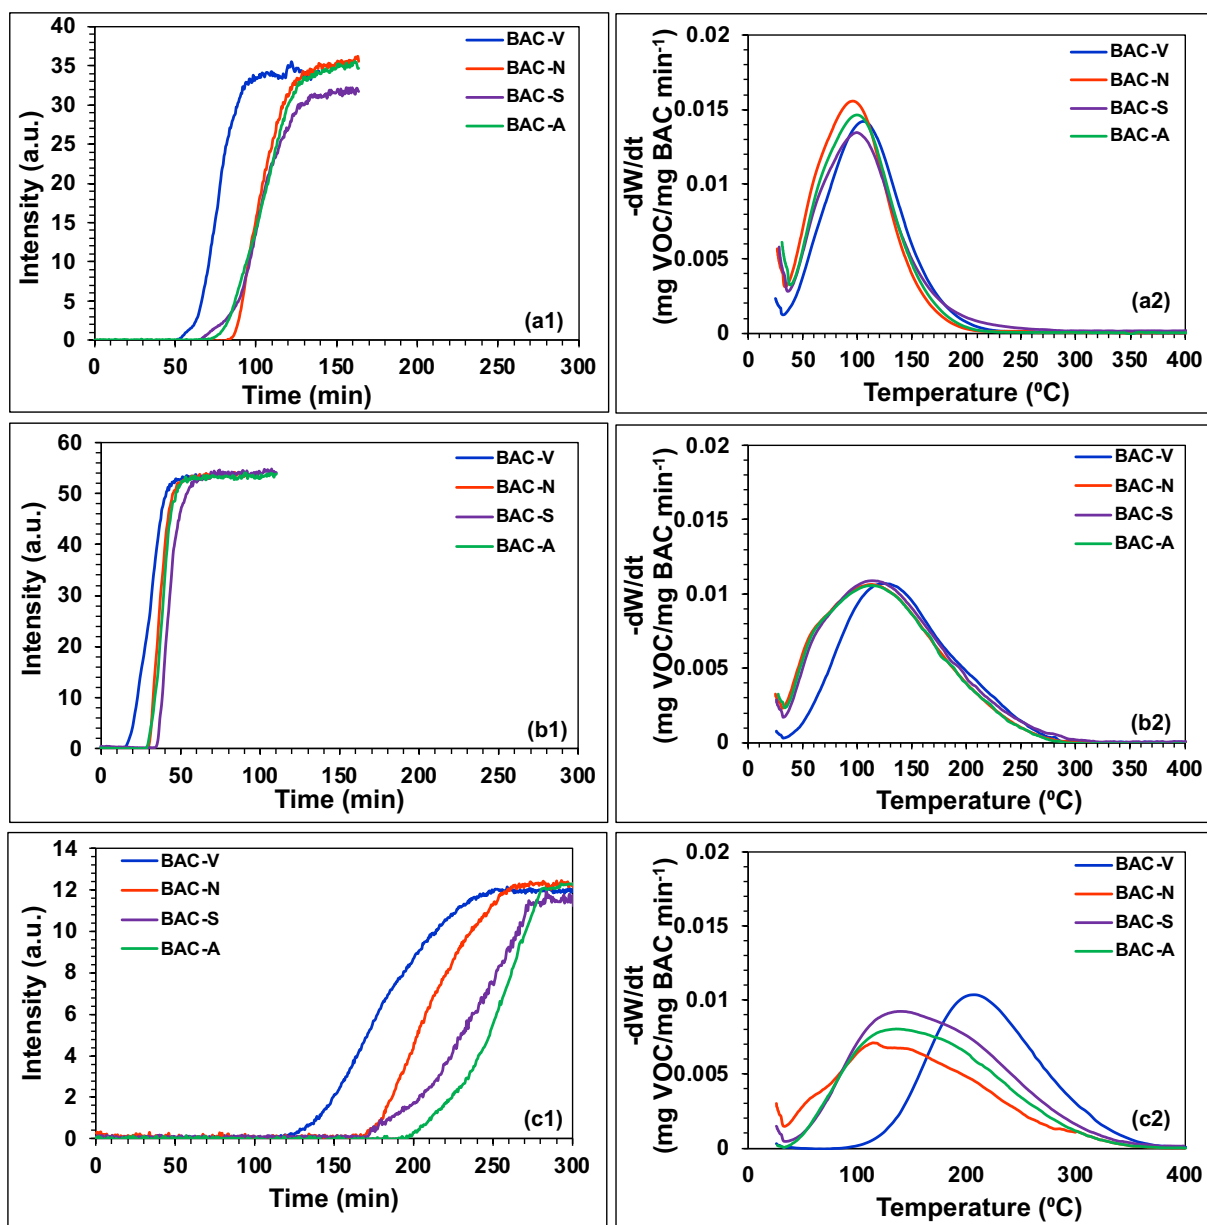 40
35
30
25
20
15
10
5
0
Intensity (a.u.)
BAC-V
BAC-N
BAC-S
BAC-A
(a1)
0 50 100 150 200 250 300
Time (min)
0.02
0.015
0.01
0.005
0
-dW/dt
(mg VOC/mg BAC min⁻¹)
BAC-V
BAC-N
BAC-S
BAC-A
(a2)
0 50 100 150 200 250 300 350 400
Temperature (ºC)
60
50
40
30
20
10
0
Intensity (a.u.)
BAC-V
BAC-N
BAC-S
BAC-A
(b1)
0 50 100 150 200 250 300
Time (min)
0.02
0.015
0.01
0.005
0
-dW/dt
(mg VOC/mg BAC min⁻¹)
BAC-V
BAC-N
BAC-S
BAC-A
(b2)
0 50 100 150 200 250 300 350 400
Temperature (ºC)
14
12
10
8
6
4
2
0
Intensity (a.u.)
BAC-V
BAC-N
BAC-S
BAC-A
(c1)
0 50 100 150 200 250 300
Time (min)
0.02
0.015
0.01
0.005
0
-dW/dt
(mg VOC/mg BAC min⁻¹)
BAC-V
BAC-N
BAC-S
BAC-A
(c2)
0 100 200 300 400
Temperature (ºC)